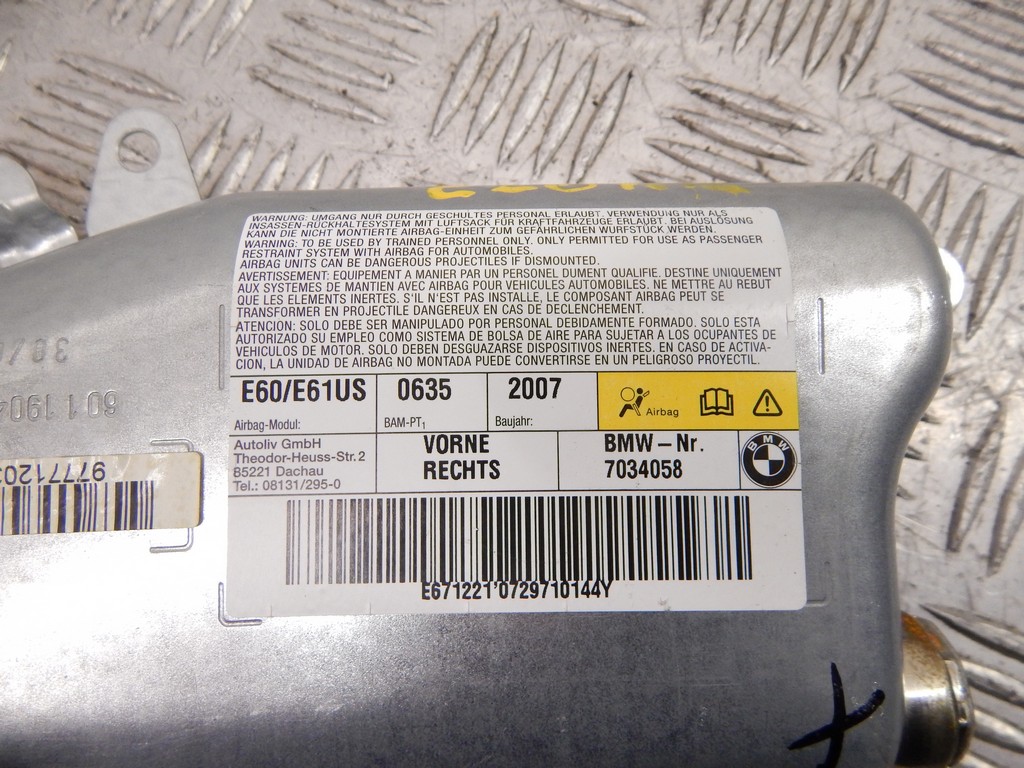 WARNUNG: UMGANG NUR DURCH GESCHULTES PERSONAL ERLAUBT. VERWENDUNG NUR ALS
INSASSEN-RÜCKHALTESYSTEM MIT LUFTSACK FÜR KRAFTFAHRZEUGE ERLAUBT. BEI AUSLÖSUNG
KANN DIE NICHT MONTIERTE AIRBAG-EINHEIT ZUM GEFÄHRLICHEN WURFSTÜCK WERDEN.
WARNING: TO BE USED BY TRAINED PERSONNEL ONLY. ONLY PERMITTED FOR USE AS PASSENGER
RESTRAINT SYSTEM WITH AIRBAG FOR AUTOMOBILES.
AIRBAG UNITS CAN BE DANGEROUS PROJECTILES IF DISMOUNTED.
AVERTISSEMENT: EQUIPEMENT A MANIER PAR UN PERSONEL DUMENT QUALIFIE. DESTINE UNIQUEMENT
AUX SYSTEMES DE MANTIEN AVEC AIRBAG POUR VEHICULES AUTOMOBILES. NE METTRE AU REBUT
QUE LES ELEMENTS INERTES. S'IL N'EST PAS INSTALLE, LE COMPOSANT AIRBAG PEUT SE
TRANSFORMER EN PROJECTILE DANGEREUX EN CAS DE DECLENCHEMENT.
ATENCION: SOLO DEBE SER MANIPULADO POR PERSONAL DEBIDAMENTE FORMADO. SOLO ESTA
AUTORIZADO SU EMPLEO COMO SISTEMA DE BOLSA DE AIRE PARA SUJETAR A LOS OCUPANTES DE
VEHICULOS DE MOTOR. SOLO DEBEN DESGUAZARSE DISPOSITIVOS INERTES. EN CASO DE ACTIVA-
CION, LA UNIDAD DE AIRBAG NO MONTADA PUEDE CONVERTIRSE EN UN PELIGROSO PROYECTIL.
E60/E61US 0635 2007
Airbag-Modul: BAM-PT1 Baujahr: Airbag
Autoliv GmbH
Theodor-Heuss-Str.2
85221 Dachau
Tel.: 08131/295-0
VORNE
RECHTS
BMW-Nr.
7034058
BMW
E671221'0729710144Y